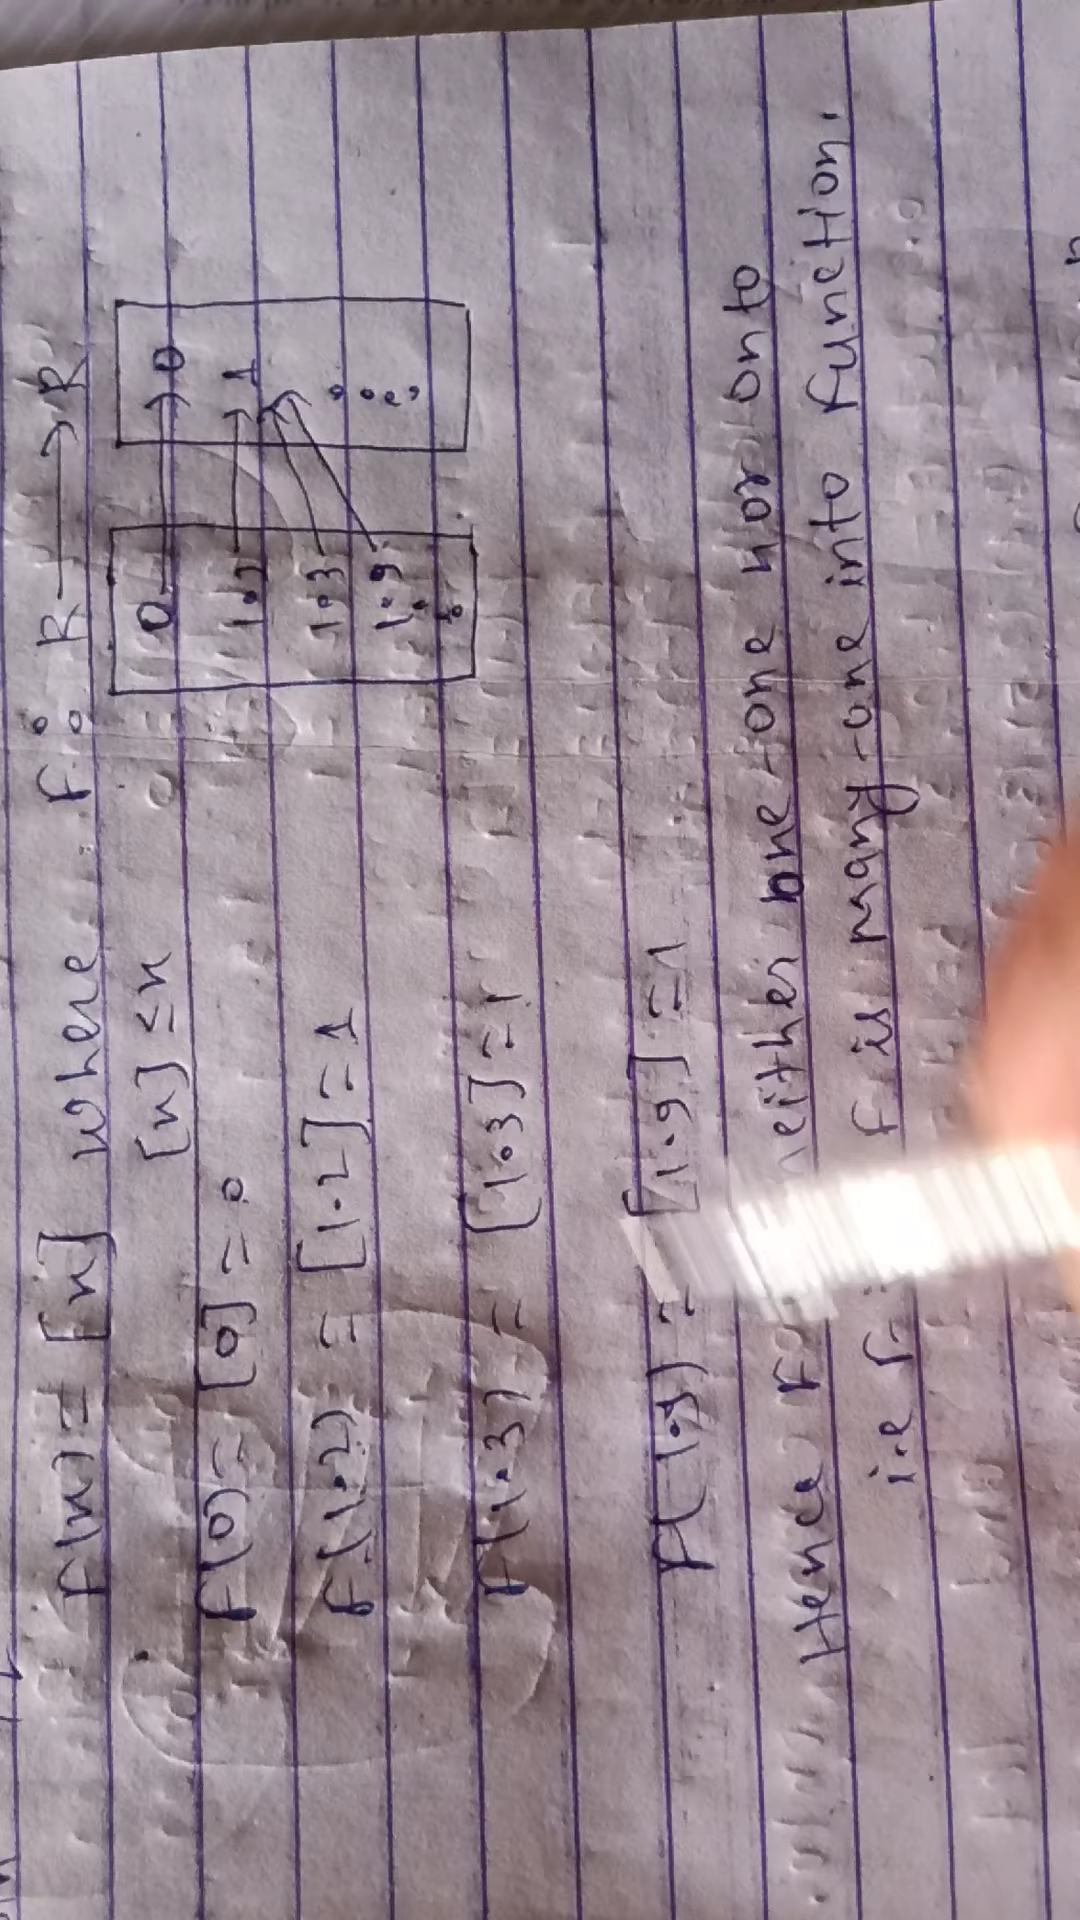 F(x) = [x] where F: R → R
[x] ≤ x
F(0) = [0] = 0
F(1.2) = [1.2] = 1
F(1.3) = [1.3] = 1
F(1.9) = [1.9] = 1
0
1.2
1.3
1.9
0
1
Hence F neither one-one nor onto
i.e F F is many-one into function.